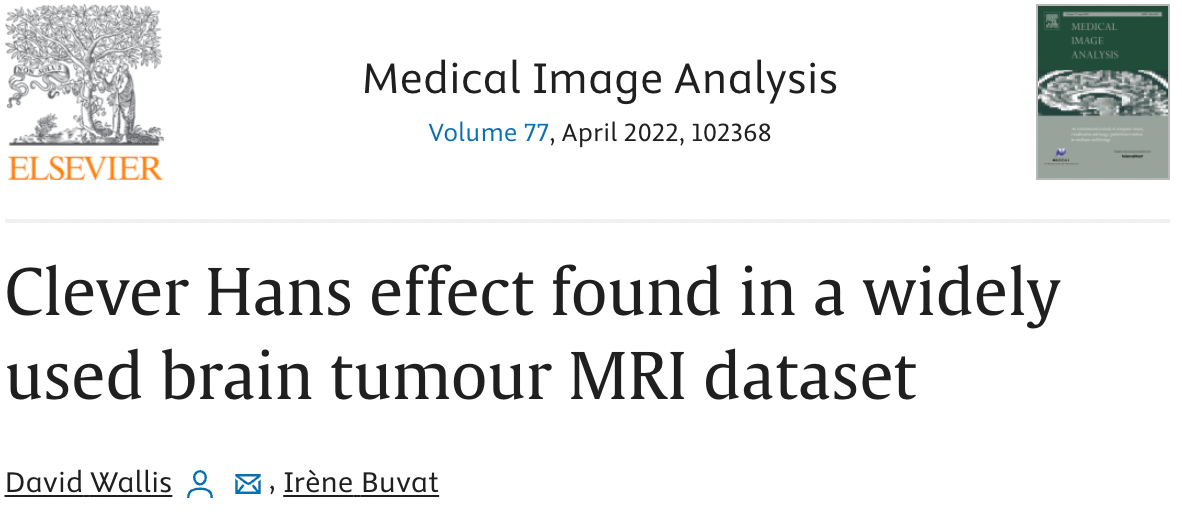 ELSEVIER
Medical Image Analysis
Volume 77, April 2022, 102368
MEDICAL
IMAGE
ANALYSIS
Clever Hans effect found in a widely
used brain tumour MRI dataset
David Wallis , Irène Buvat